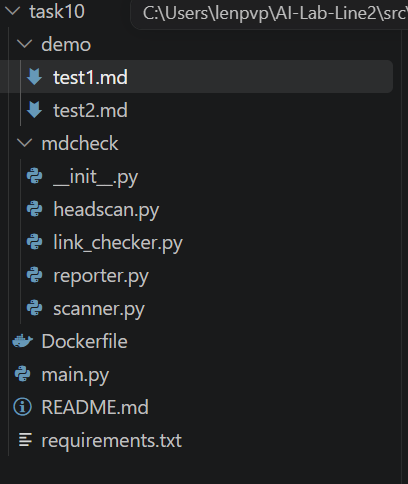 task10
C:\Users\lenpvp\AI-Lab-Line2\src\
demo
test1.md
test2.md
mdcheck
__init__.py
headscan.py
link_checker.py
reporter.py
scanner.py
Dockerfile
main.py
README.md
requirements.txt